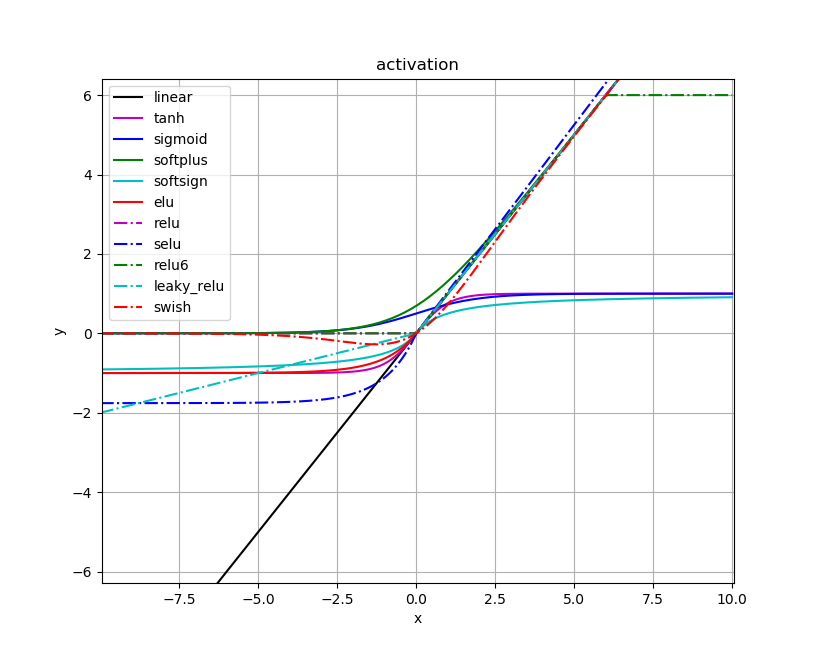 activation
linear
tanh
sigmoid
softplus
softsign
elu
relu
selu
relu6
leaky_relu
swish
6
4
2
0
−2
−4
−6
y
−7.5 −5.0 −2.5 0.0 2.5 5.0 7.5 10.0
x